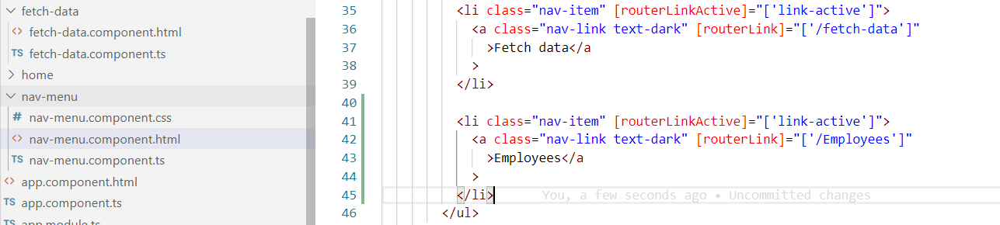 fetch-data
<> fetch-data.component.html
TS fetch-data.component.ts
home
nav-menu
# nav-menu.component.css
<> nav-menu.component.html
TS nav-menu.component.ts
<> app.component.html
TS app.component.ts
TS app.module.ts
35 <li class="nav-item" [routerLinkActive]="['link-active']">
36 <a class="nav-link text-dark" [routerLink]="['/fetch-data']"
37 >Fetch data</a
38 >
39 </li>
40
41 <li class="nav-item" [routerLinkActive]="['link-active']">
42 <a class="nav-link text-dark" [routerLink]="['/Employees']"
43 >Employees</a
44 >
45 </li> You, a few seconds ago • Uncommitted changes
46 </ul>